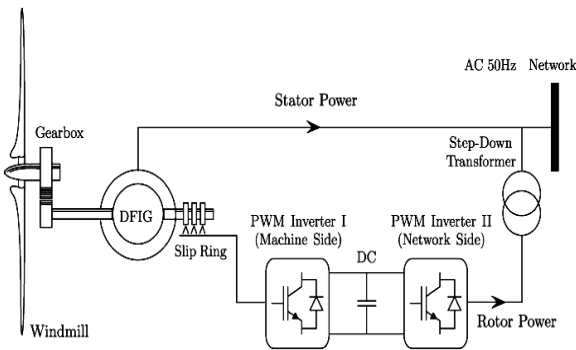 AC 50Hz Network
Stator Power
Gearbox
Step-Down
Transformer
DFIG
PWM Inverter I
(Machine Side)
PWM Inverter II
(Network Side)
Slip Ring
DC
Rotor Power
Windmill